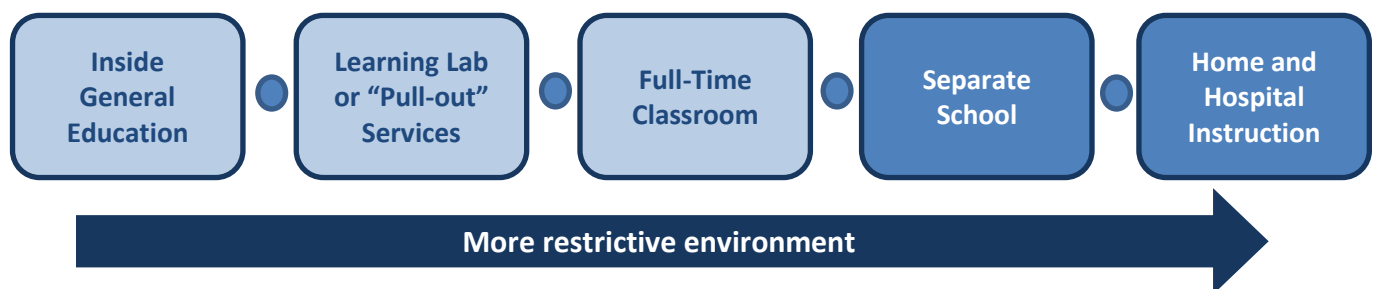 Inside
General
Education
Learning Lab
or “Pull-out”
Services
Full-Time
Classroom
Separate
School
Home and
Hospital
Instruction
More restrictive environment